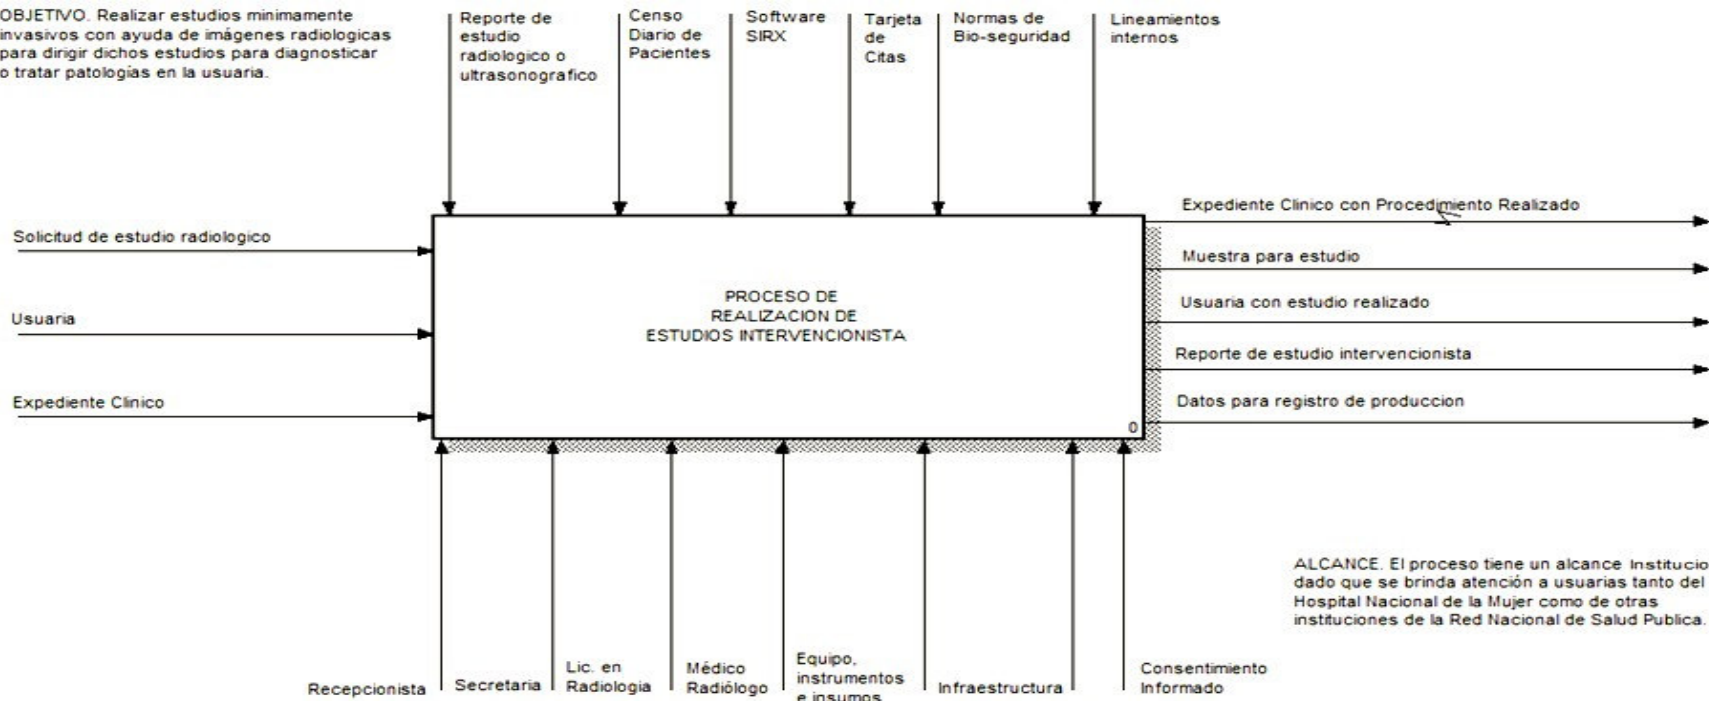 OBJETIVO. Realizar estudios minimamente
invasivos con ayuda de imágenes radiologicas
para dirigir dichos estudios para diagnosticar
o tratar patologías en la usuaria.
Reporte de
estudio
radiologico o
ultrasonografico
Censo
Diario de
Pacientes
Software
SIRX
Tarjeta
de
Citas
Normas de
Bio-seguridad
Lineamientos
internos
Solicitud de estudio radiologico
Usuaria
Expediente Clinico
PROCESO DE
REALIZACION DE
ESTUDIOS INTERVENCIONISTA
0
Expediente Clinico con Procedimiento Realizado
Muestra para estudio
Usuaria con estudio realizado
Reporte de estudio intervencionista
Datos para registro de produccion
ALCANCE. El proceso tiene un alcance Institucio
dado que se brinda atención a usuarias tanto del
Hospital Nacional de la Mujer como de otras
instituciones de la Red Nacional de Salud Publica.
Recepcionista
Secretaria
Lic. en
Radiologia
Médico
Radiólogo
Equipo,
instrumentos
e insumos
Infraestructura
Consentimiento
Informado